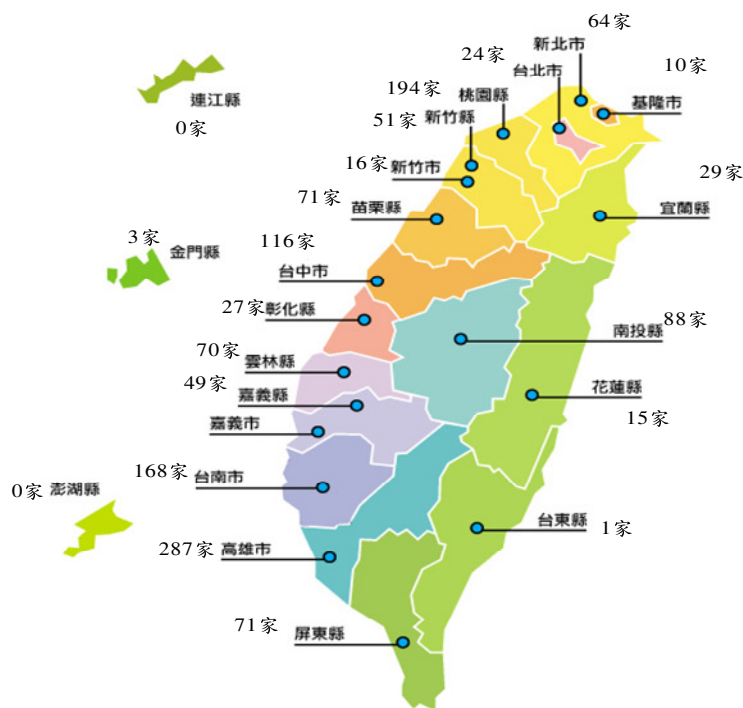 64家
新北市
24家
台北市
10家
基隆市
194家
桃園縣
51家
新竹縣
16家
新竹市
29家
宜蘭縣
71家
苗栗縣
116家
台中市
27家
彰化縣
88家
南投縣
70家
雲林縣
49家
嘉義縣
嘉義市
花蓮縣
15家
168家
台南市
台東縣
1家
287家
高雄市
71家
屏東縣
連江縣
0家
3家
金門縣
0家
澎湖縣